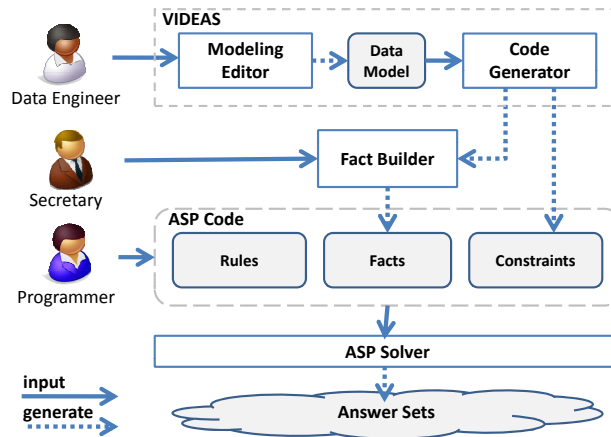 VIDEAS
Modeling
Editor
Data
Model
Code
Generator
Data Engineer
Fact Builder
Secretary
ASP Code
Rules
Facts
Constraints
Programmer
ASP Solver
input
generate
Answer Sets